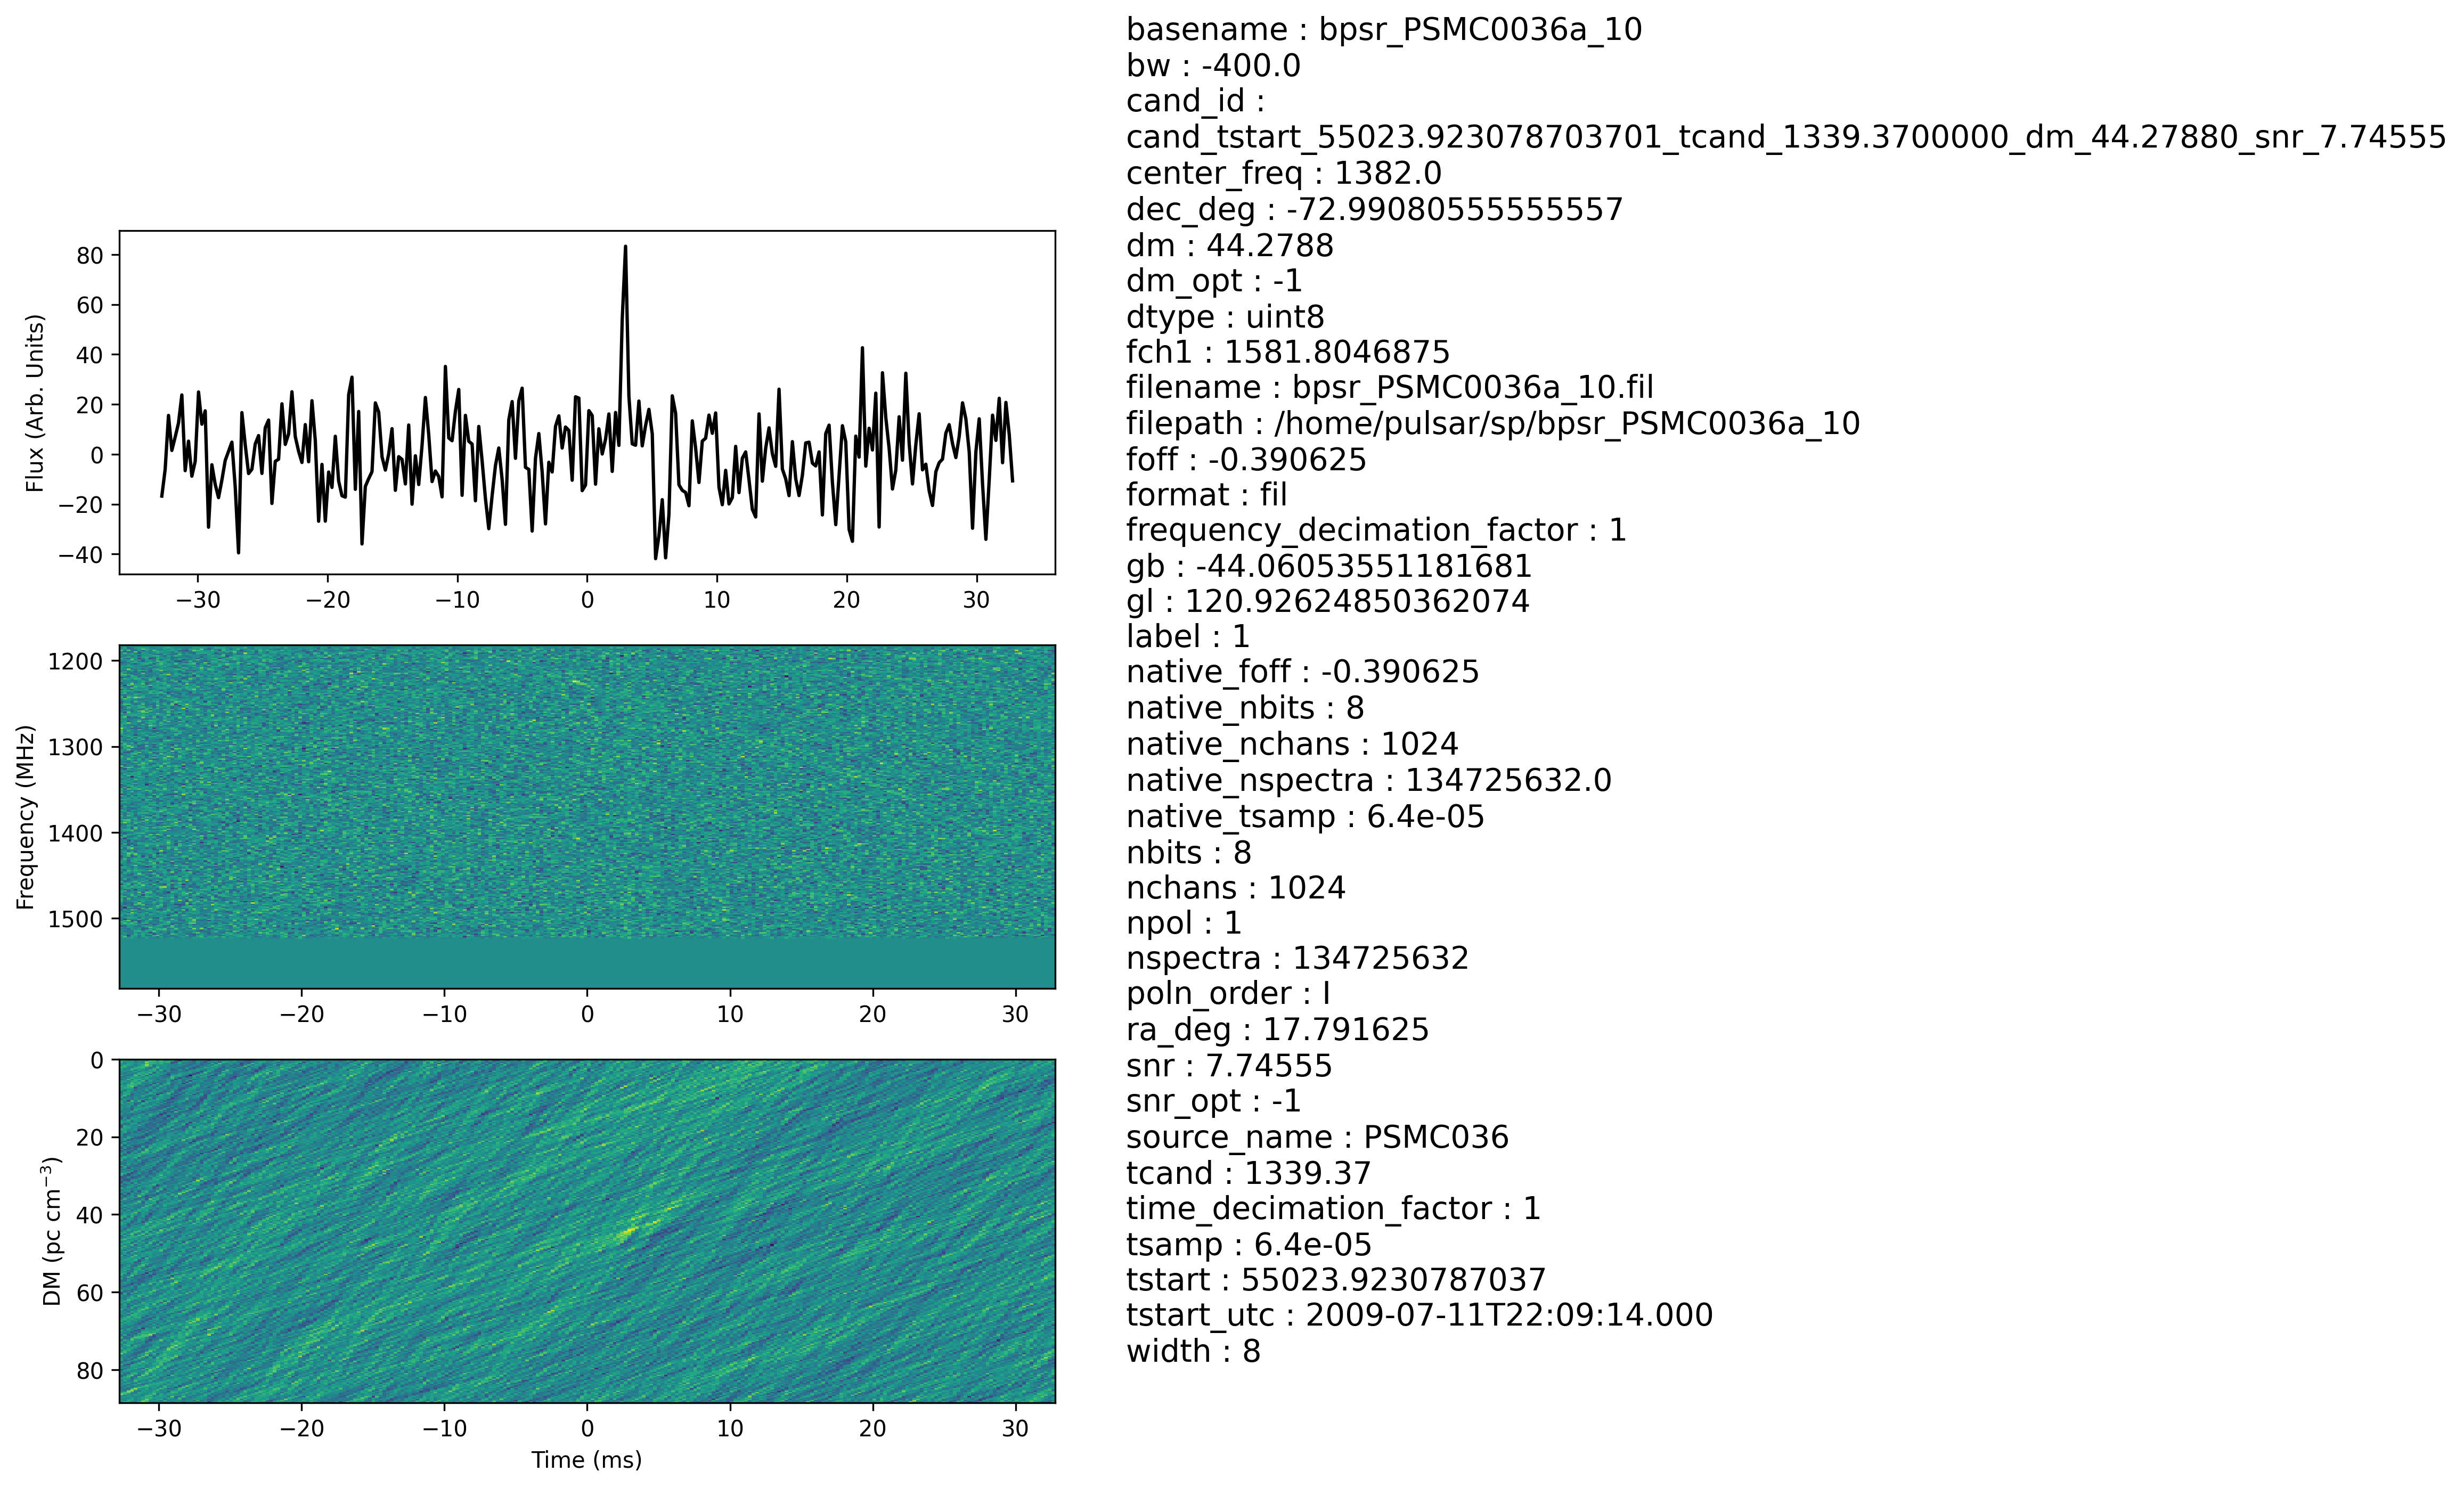 basename : bpsr_PSMC0036a_10
bw : -400.0
cand_id :
cand_tstart_55023.923078703701_tcand_1339.3700000_dm_44.27880_snr_7.74555
center_freq : 1382.0
dec_deg : -72.99080555555557
dm : 44.2788
dm_opt : -1
dtype : uint8
fch1 : 1581.8046875
filename : bpsr_PSMC0036a_10.fil
filepath : /home/pulsar/sp/bpsr_PSMC0036a_10
foff : -0.390625
format : fil
frequency_decimation_factor : 1
gb : -44.06053551181681
gl : 120.92624850362074
label : 1
native_foff : -0.390625
native_nbits : 8
native_nchans : 1024
native_nspectra : 134725632.0
native_tsamp : 6.4e-05
nbits : 8
nchans : 1024
npol : 1
nspectra : 134725632
poln_order : I
ra_deg : 17.791625
snr : 7.74555
snr_opt : -1
source_name : PSMC036
tcand : 1339.37
time_decimation_factor : 1
tsamp : 6.4e-05
tstart : 55023.9230787037
tstart_utc : 2009-07-11T22:09:14.000
width : 8
Flux (Arb. Units)
80
60
40
20
0
−20
−40
−30 −20 −10 0 10 20 30
Frequency (MHz)
1200
1300
1400
1500
−30 −20 −10 0 10 20 30
DM (pc cm−3)
0
20
40
60
80
−30 −20 −10 0 10 20 30
Time (ms)